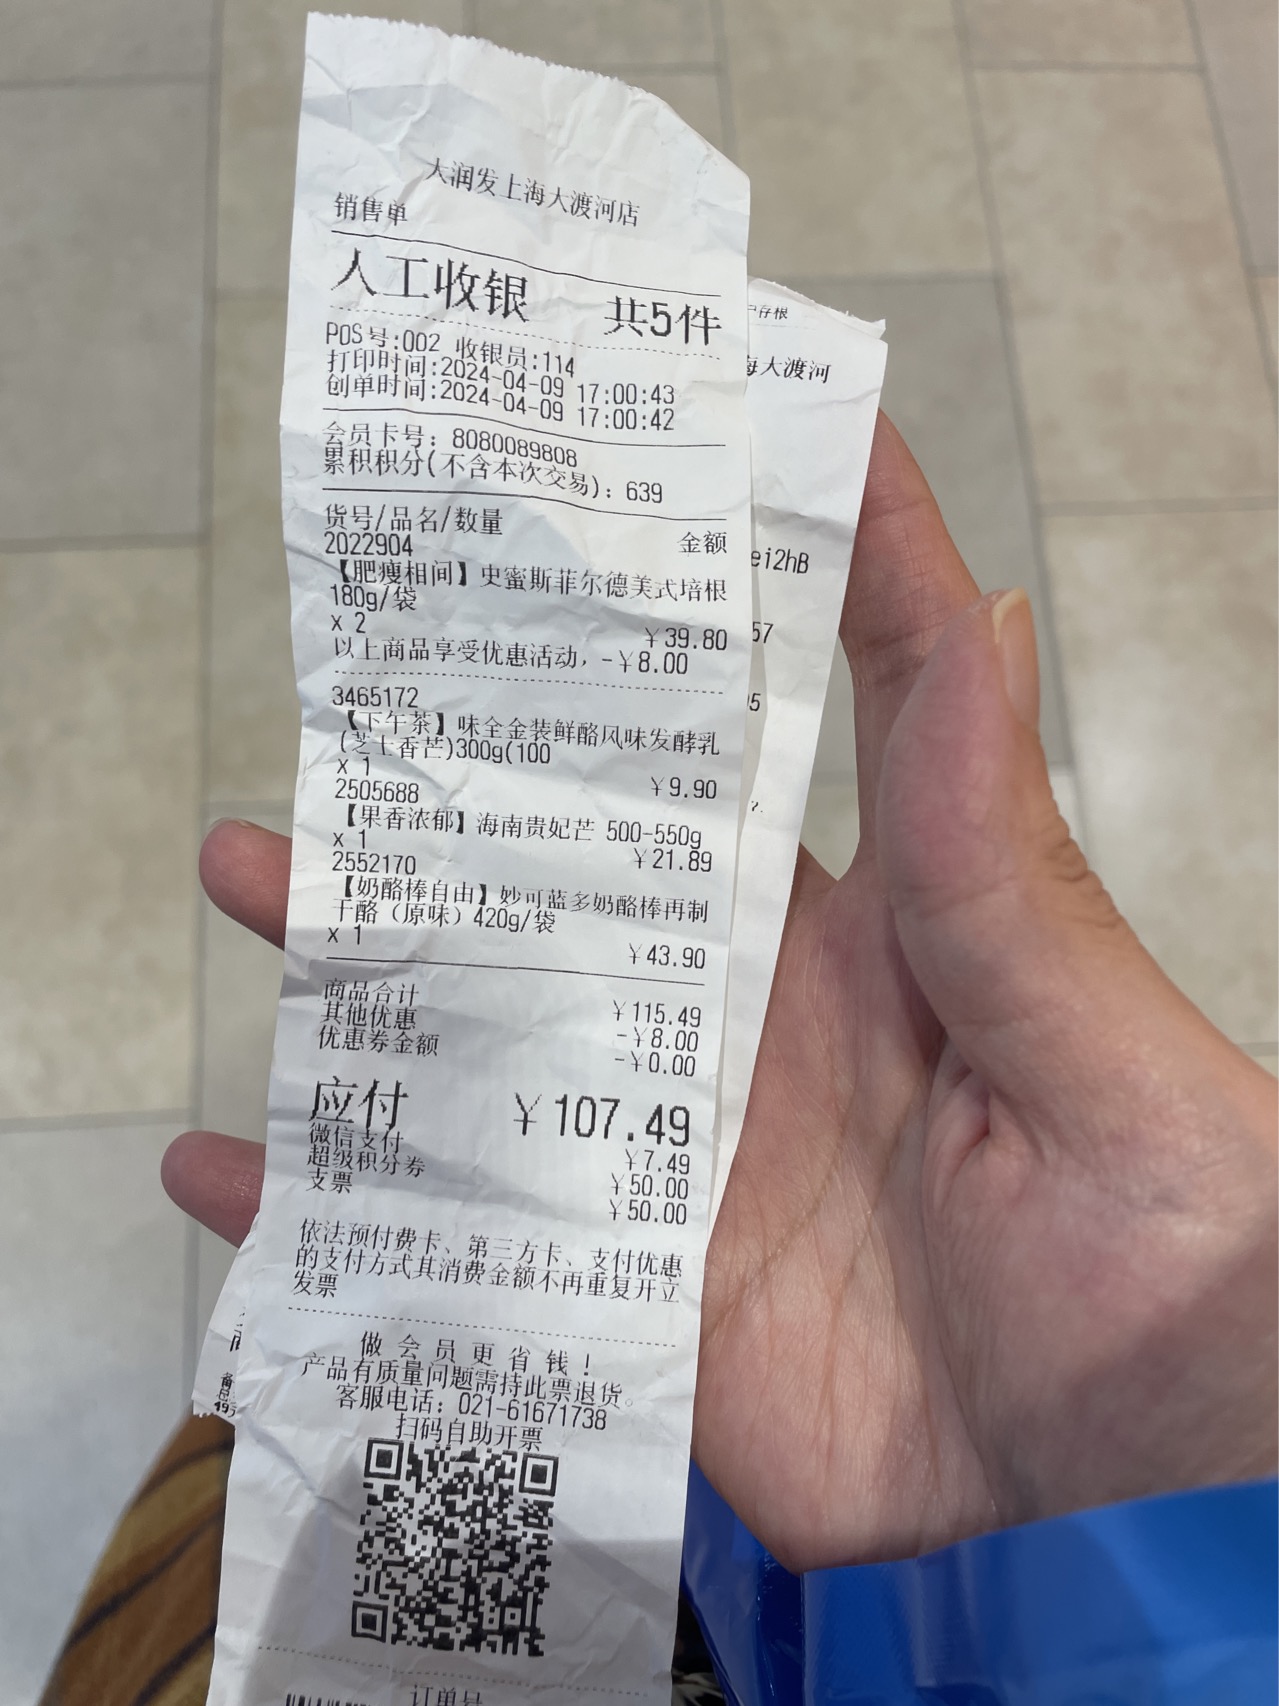 大润发上海大渡河店
销售单
人工收银 共5件
POS号:002 收银员:114
打印时间:2024-04-09 17:00:43
创单时间:2024-04-09 17:00:42
会员卡号: 8080089808
累积积分(不含本次交易): 639
货号/品名/数量 金额
2022904
【肥瘦相间】史蜜斯菲尔德美式培根
180g/袋
x 2 ￥39.80
以上商品享受优惠活动, -￥8.00
3465172
【下午茶】味全金装鲜酪风味发酵乳
(芝士香芒)300g(100
x 1 ￥9.90
2505688
【果香浓郁】海南贵妃芒 500-550g
x 1 ￥21.89
2552170
【奶酪棒自由】妙可蓝多奶酪棒再制
干酪（原味）420g/袋
x 1 ￥43.90
商品合计 ￥115.49
其他优惠 -￥8.00
优惠券金额 -￥0.00
应付 ￥107.49
微信支付 ￥7.49
超级积分券 ￥50.00
支票 ￥50.00
依法预付费卡、第三方卡、支付优惠
的支付方式其消费金额不再重复开立
发票
做会员更省钱！
产品有质量问题需持此票退货。
客服电话: 021-61671738
扫码自助开票
订单号
存根
海大渡河
ei2hB
57